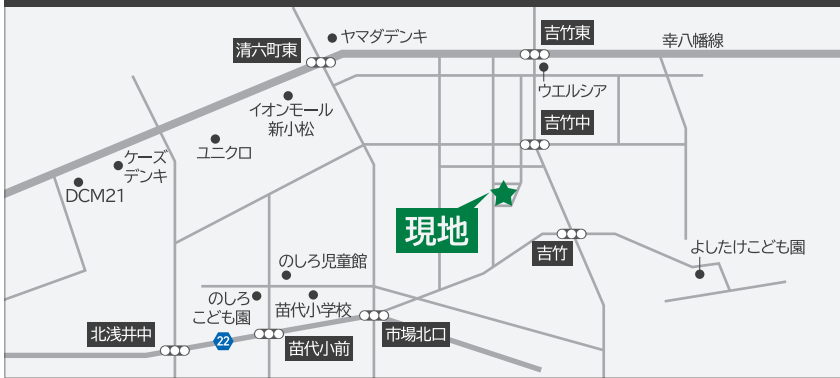 ヤマダデンキ
吉竹東
幸八幡線
清六町東
ウエルシア
イオンモール
新小松
吉竹中
ユニクロ
ケーズ
デンキ
DCM21
現地
吉竹
よしたけこども園
のしろ児童館
のしろ
こども園
苗代小学校
北浅井中
22
苗代小前
市場北口